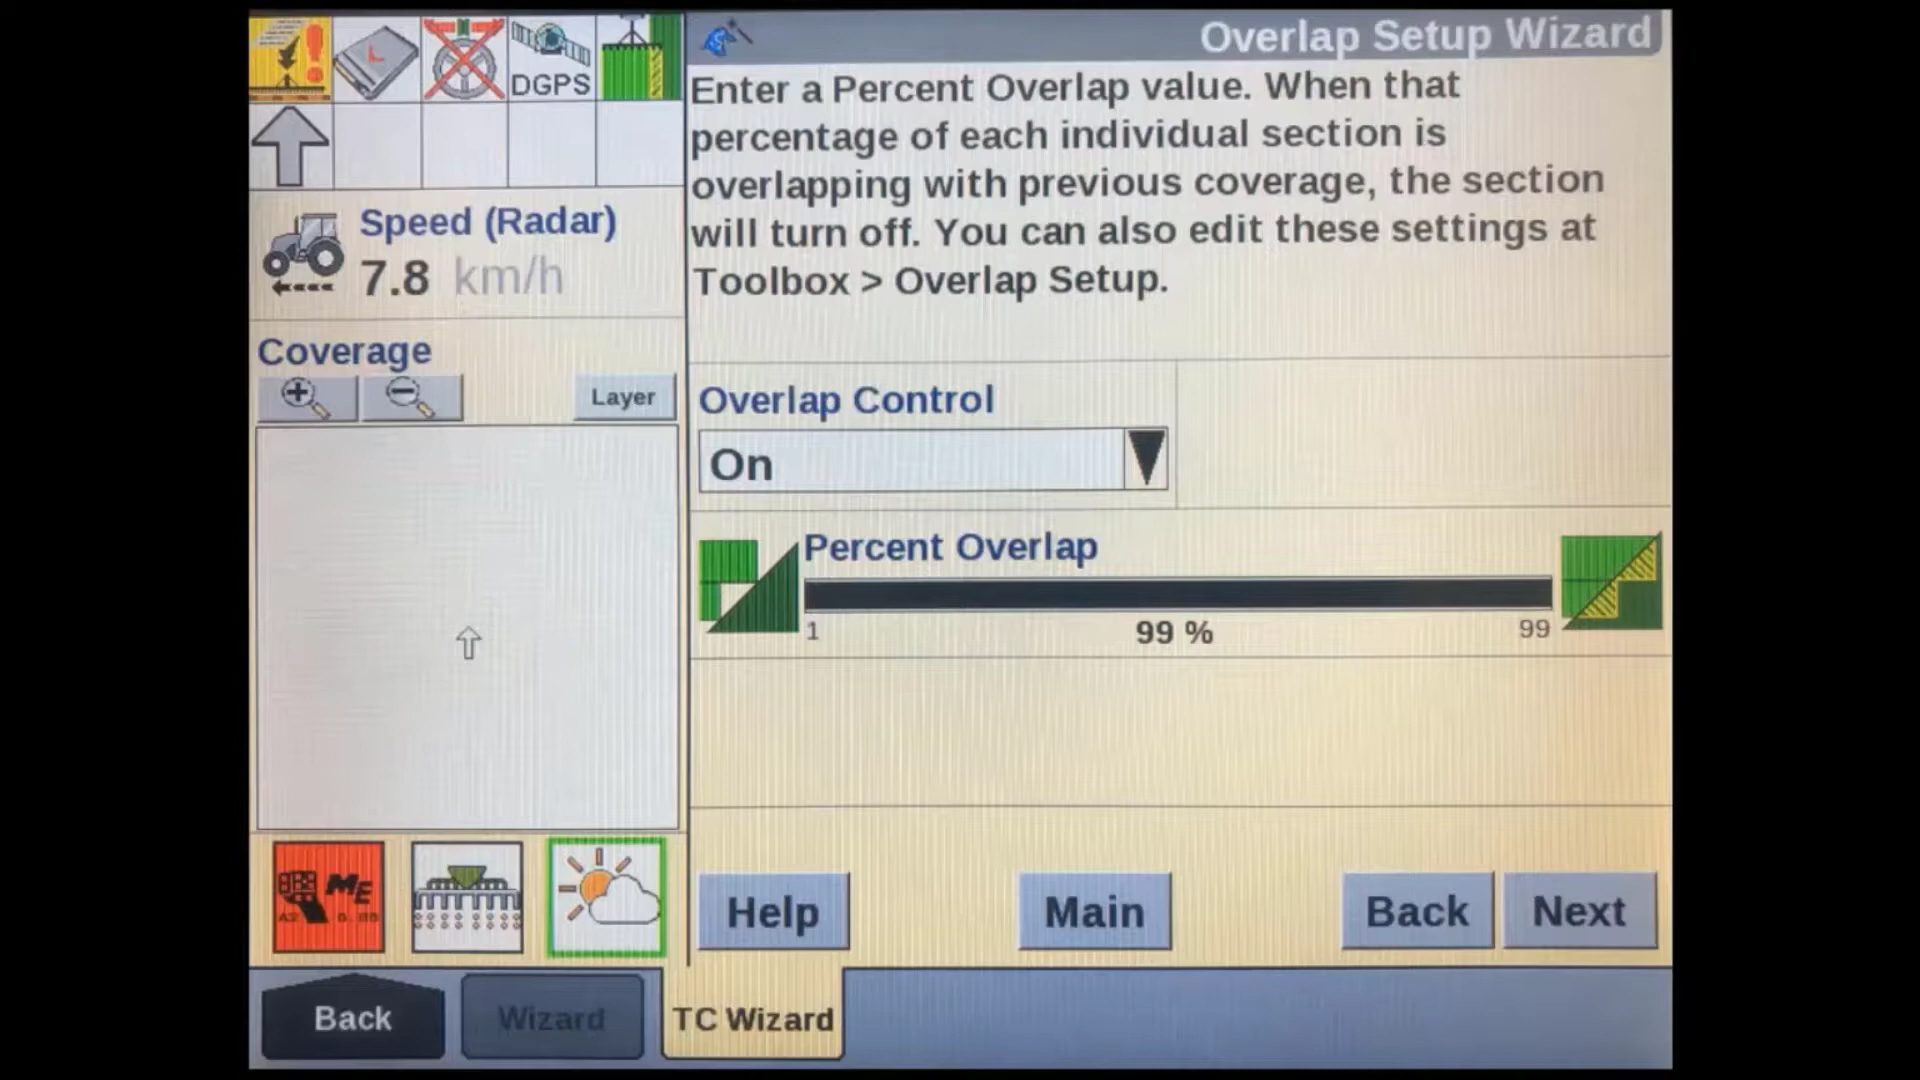 DGPS
Overlap Setup Wizard
Enter a Percent Overlap value. When that
percentage of each individual section is
overlapping with previous coverage, the section
will turn off. You can also edit these settings at
Toolbox > Overlap Setup.
Speed (Radar)
7.8 km/h
Coverage
Layer
Overlap Control
On
Percent Overlap
1
99 %
99
ME
Help
Main
Back
Next
Back
Wizard
TC Wizard